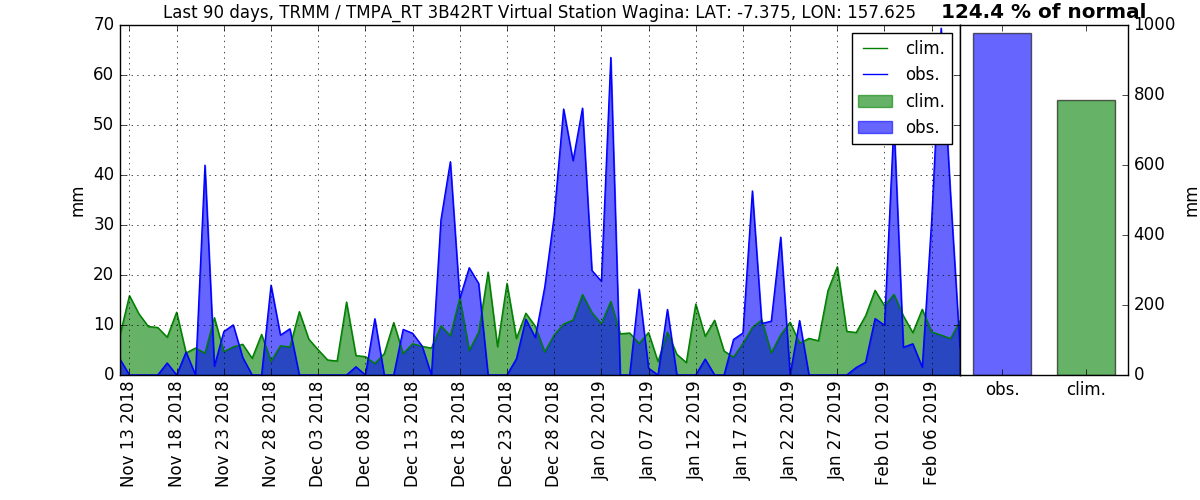 Last 90 days, TRMM / TMPA_RT 3B42RT Virtual Station Wagina: LAT: -7.375, LON: 157.625
124.4 % of normal
70
60
50
40
30
20
10
0
mm
clim.
obs.
clim.
obs.
1000
800
600
400
200
0
mm
obs.
clim.
Nov 13 2018
Nov 18 2018
Nov 23 2018
Nov 28 2018
Dec 03 2018
Dec 08 2018
Dec 13 2018
Dec 18 2018
Dec 23 2018
Dec 28 2018
Jan 02 2019
Jan 07 2019
Jan 12 2019
Jan 17 2019
Jan 22 2019
Jan 27 2019
Feb 01 2019
Feb 06 2019